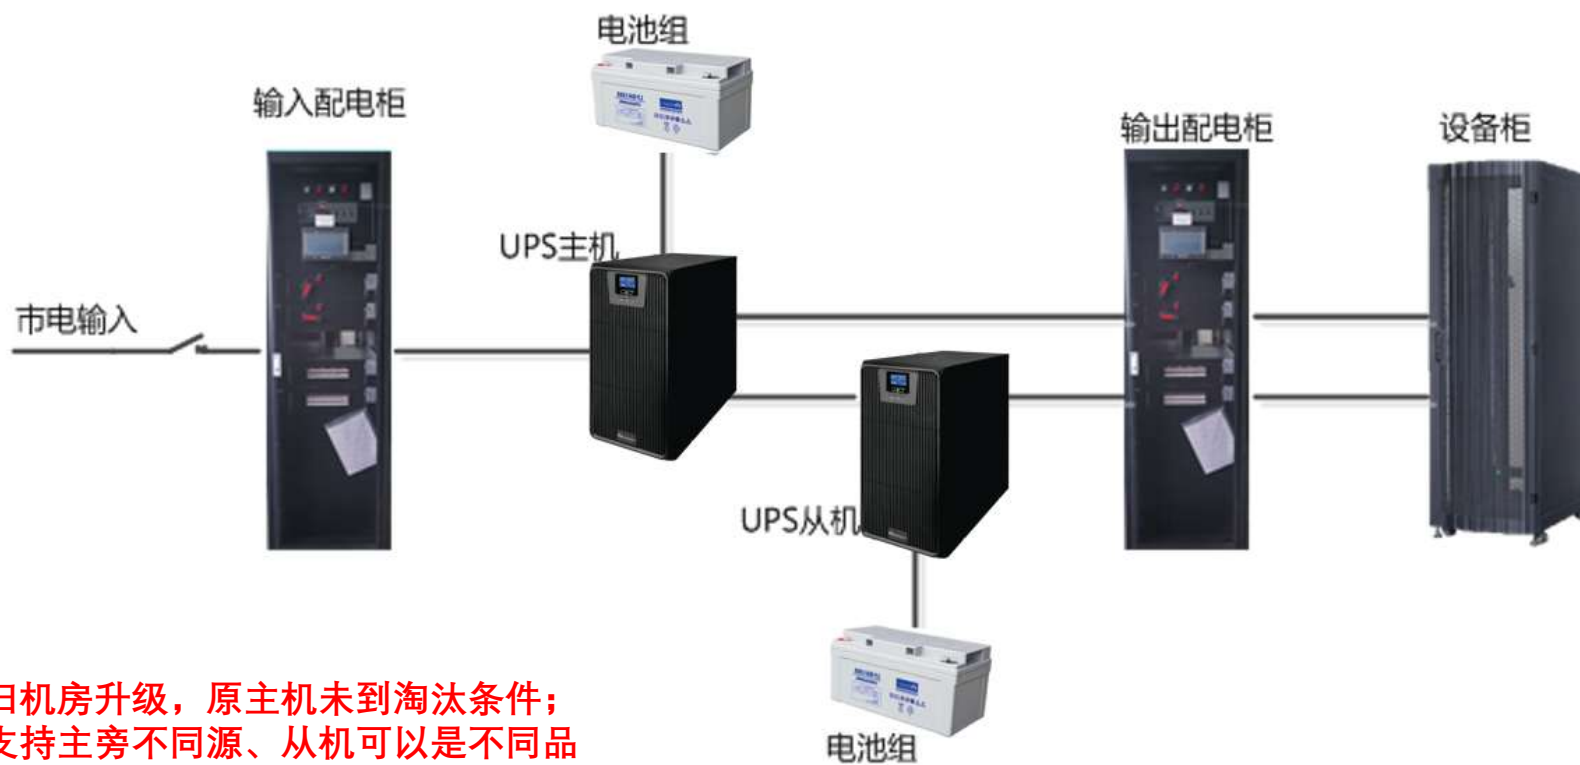 电池组
输入配电柜
输出配电柜
设备柜
UPS主机
市电输入
UPS从机
机房升级，原主机未到淘汰条件；
支持主旁不同源、从机可以是不同品
电池组